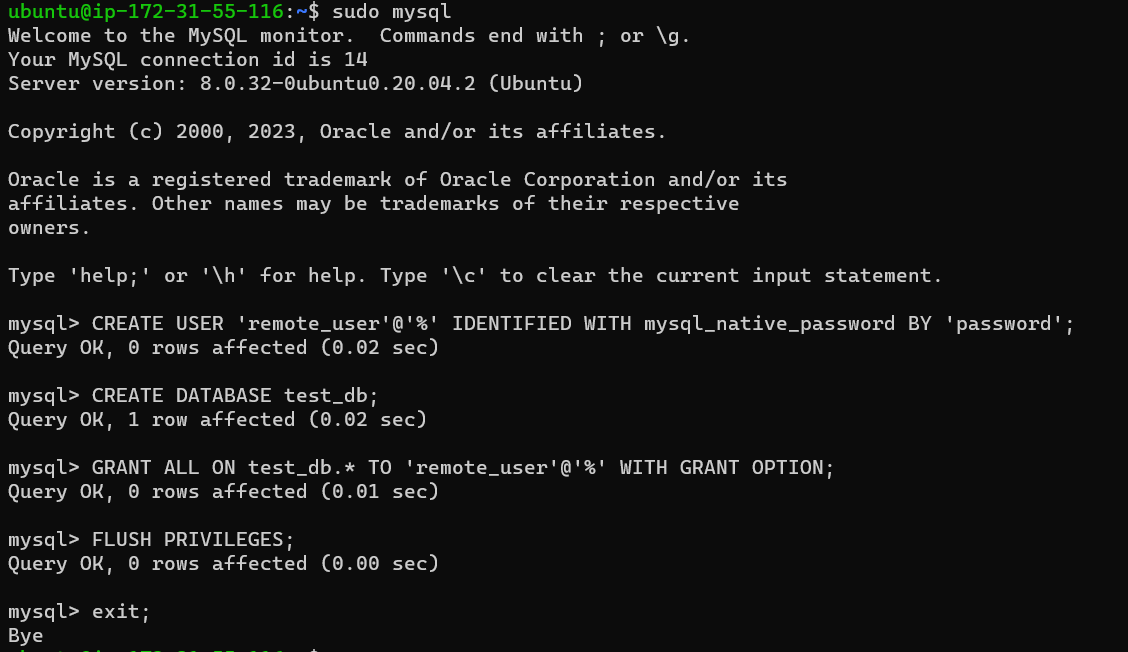 ubuntu@ip-172-31-55-116:~$ sudo mysql
Welcome to the MySQL monitor.  Commands end with ; or \g.
Your MySQL connection id is 14
Server version: 8.0.32-0ubuntu0.20.04.2 (Ubuntu)
Copyright (c) 2000, 2023, Oracle and/or its affiliates.
Oracle is a registered trademark of Oracle Corporation and/or its
affiliates. Other names may be trademarks of their respective
owners.
Type 'help;' or '\h' for help. Type '\c' to clear the current input statement.
mysql> CREATE USER 'remote_user'@'%' IDENTIFIED WITH mysql_native_password BY 'password';
Query OK, 0 rows affected (0.02 sec)
mysql> CREATE DATABASE test_db;
Query OK, 1 row affected (0.02 sec)
mysql> GRANT ALL ON test_db.* TO 'remote_user'@'%' WITH GRANT OPTION;
Query OK, 0 rows affected (0.01 sec)
mysql> FLUSH PRIVILEGES;
Query OK, 0 rows affected (0.00 sec)
mysql> exit;
Bye